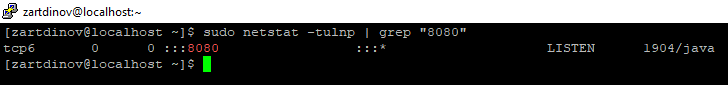 zartdinov@localhost:~
[zartdinov@localhost ~]$ sudo netstat -tulnp | grep "8080"
tcp6       0      0 :::8080                 :::*                    LISTEN      1904/java
[zartdinov@localhost ~]$